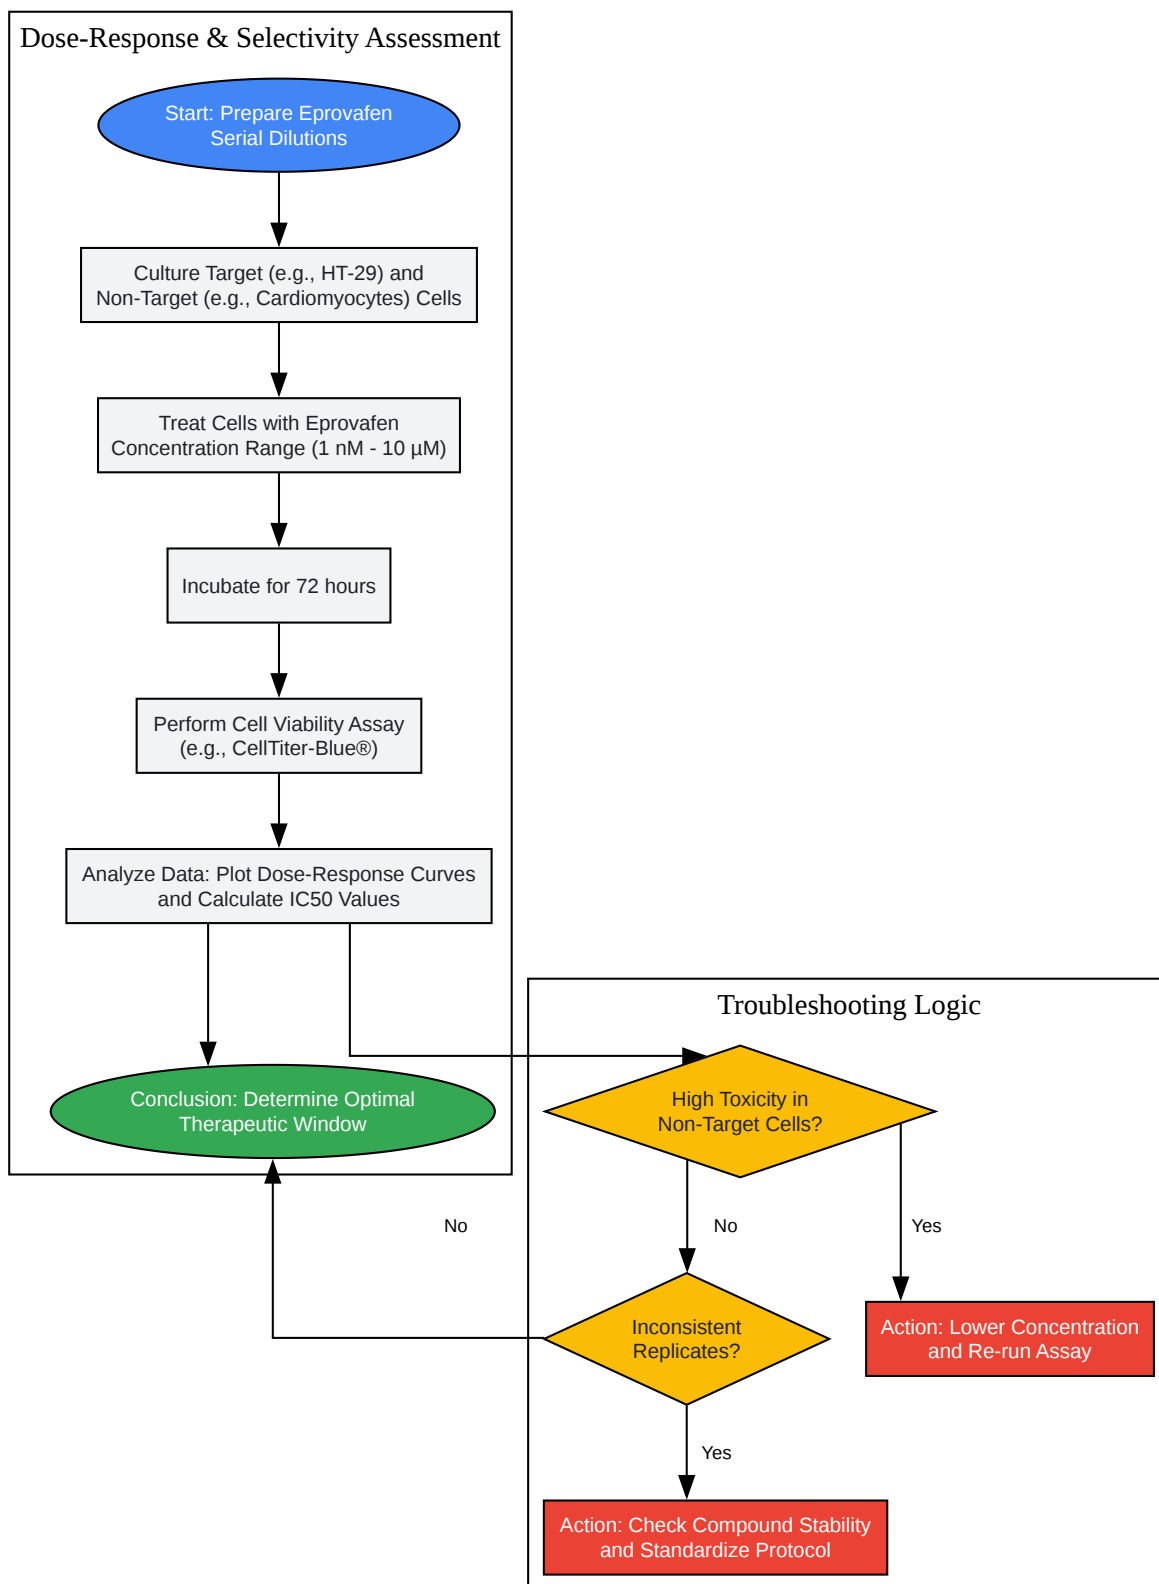 Dose-Response & Selectivity Assessment
Start: Prepare Eprovafen
Serial Dilutions
Culture Target (e.g., HT-29) and
Non-Target (e.g., Cardiomyocytes) Cells
Treat Cells with Eprovafen
Concentration Range (1 nM - 10 µM)
Incubate for 72 hours
Perform Cell Viability Assay
(e.g., CellTiter-Blue®)
Analyze Data: Plot Dose-Response Curves
and Calculate IC50 Values
Conclusion: Determine Optimal
Therapeutic Window
Troubleshooting Logic
High Toxicity in
Non-Target Cells?
No
No
Yes
Inconsistent
Replicates?
Action: Lower Concentration
and Re-run Assay
Yes
Action: Check Compound Stability
and Standardize Protocol